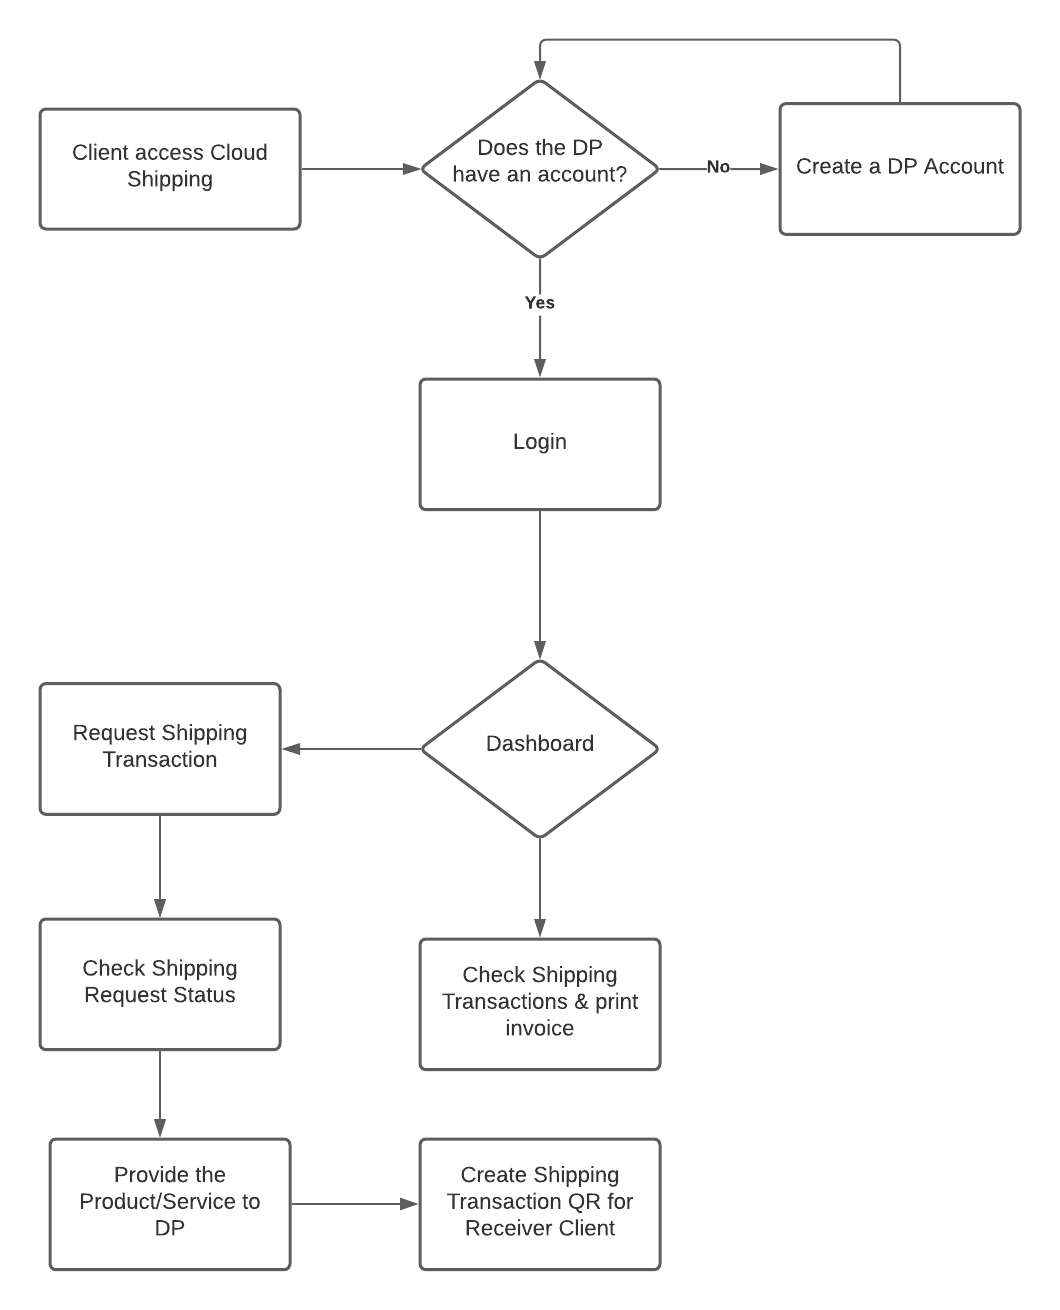 Client access Cloud
Shipping
Does the DP
have an account?
No
Create a DP Account
Yes
Login
Dashboard
Request Shipping
Transaction
Check Shipping
Request Status
Check Shipping
Transactions & print
invoice
Provide the
Product/Service to
DP
Create Shipping
Transaction QR for
Receiver Client